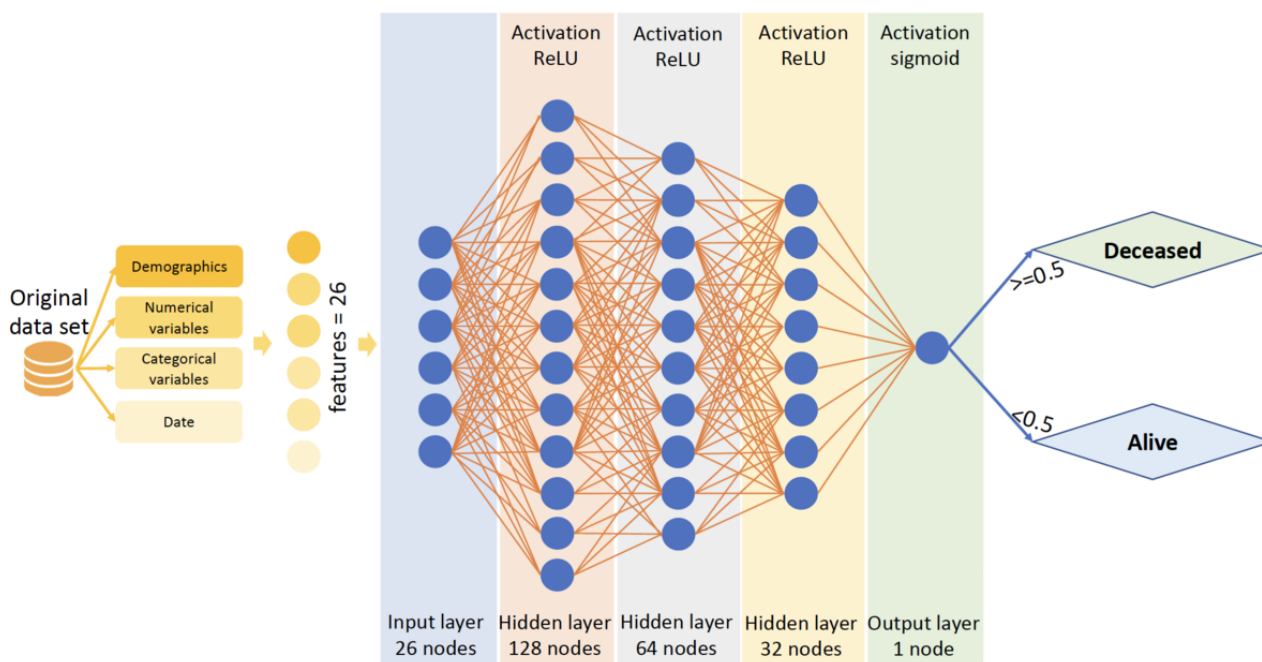 Original
data set
Demographics
Numerical
variables
Categorical
variables
Date
features = 26
Activation
ReLU
Activation
ReLU
Activation
ReLU
Activation
sigmoid
Input layer
26 nodes
Hidden layer
128 nodes
Hidden layer
64 nodes
Hidden layer
32 nodes
Output layer
1 node
>=0.5
Deceased
<0.5
Alive